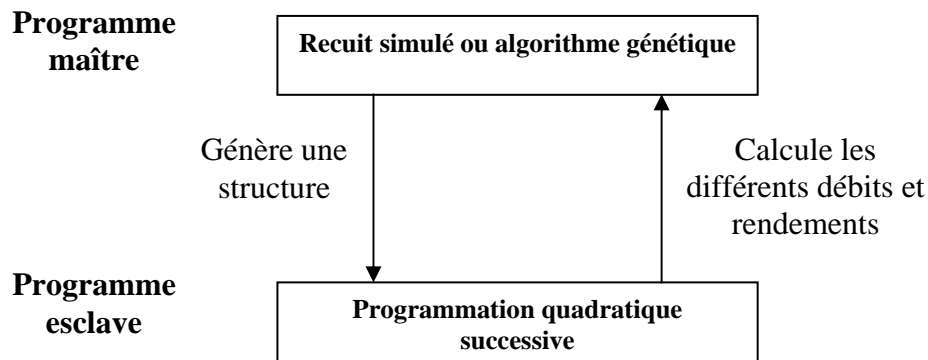 Programme
maître
Recuit simulé ou algorithme génétique
Génère une
structure
Calcule les
différents débits et
rendements
Programme
esclave
Programmation quadratique
successive